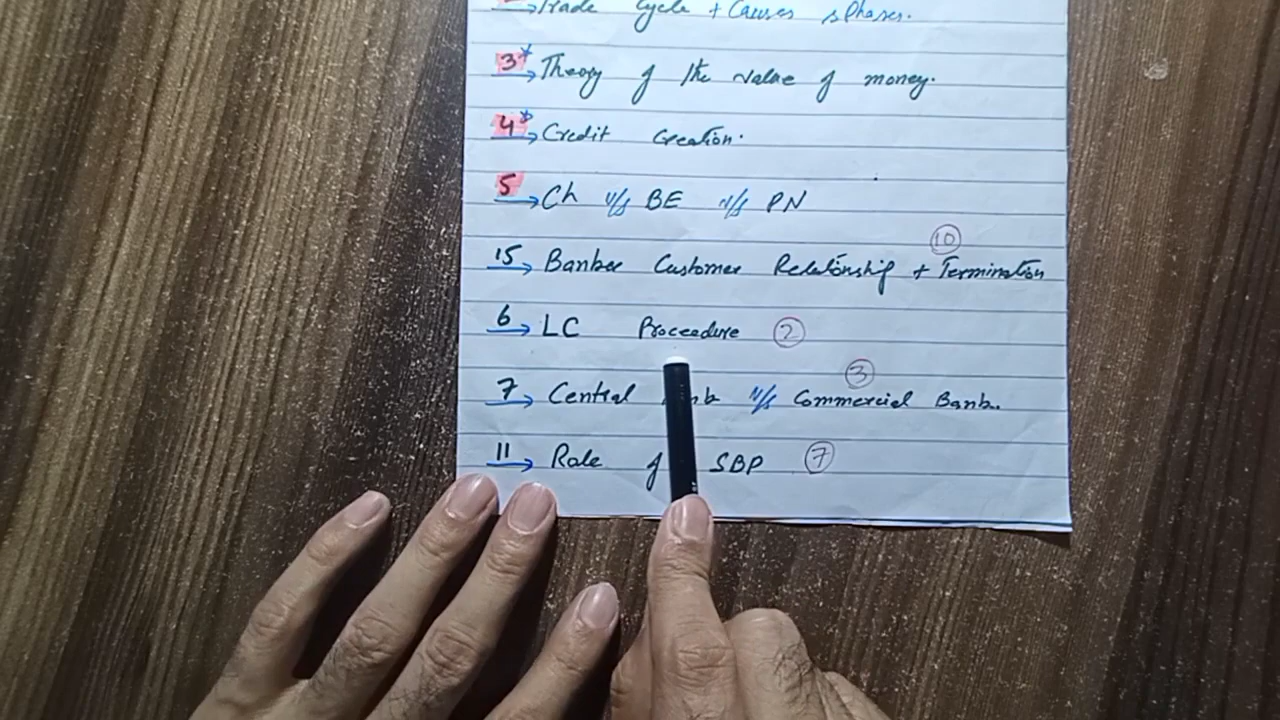 → Trade Cycle + Causes & Phases.
3* → Theory of the value of money.
4* → Credit Creation.
5 → Ch v/s BE v/s PN
15 → Banker Customer Relationship + Termination ⑩
6 → LC Proceedure ②
7 → Central v/s Commercial Bank. ③
11 → Role of SBP ⑦